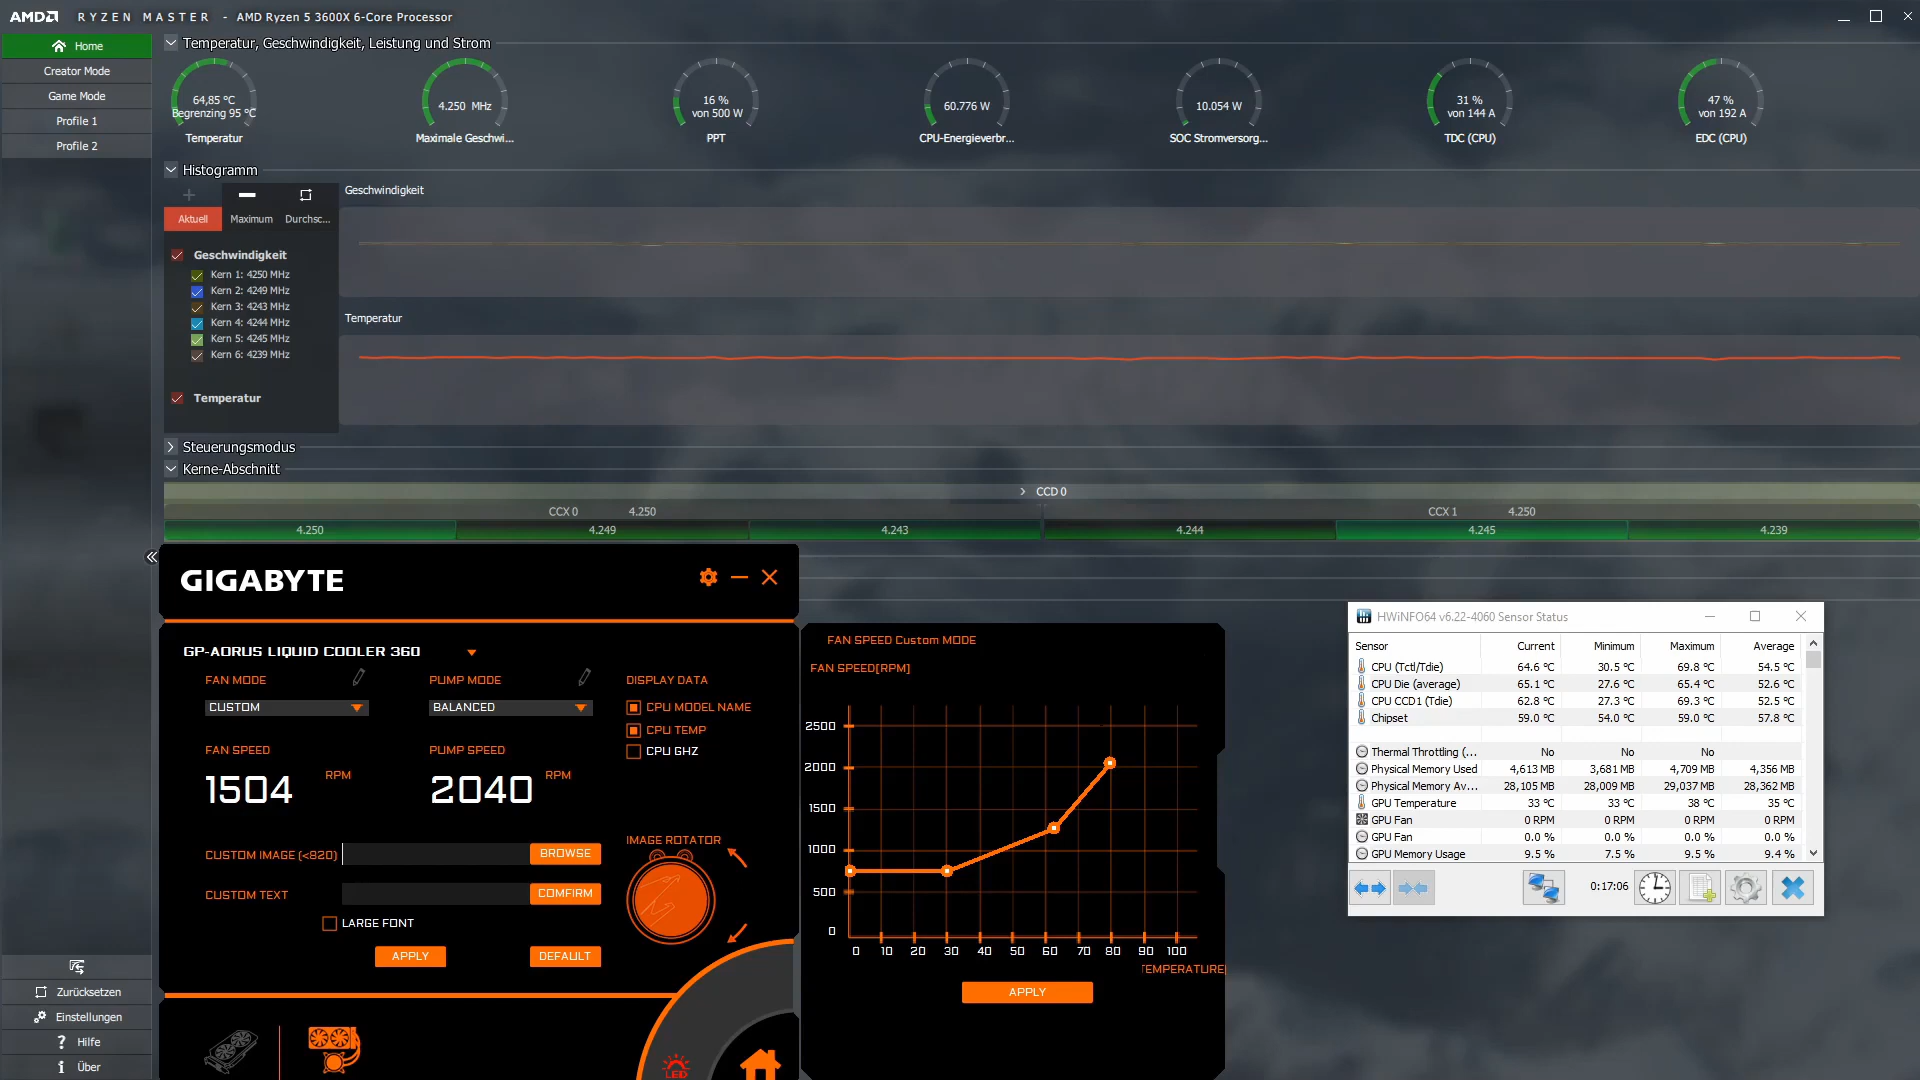 AMD RYZEN MASTER - AMD Ryzen 5 3600X 6-Core Processor
Home
Creator Mode
Game Mode
Profile 1
Profile 2
Temperatur, Geschwindigkeit, Leistung und Strom
64,85 °C
Begrenzing 95 °C
Temperatur
4.250 MHz
Maximale Geschwi...
16 %
von 500 W
PPT
60.776 W
CPU-Energieverbr...
10.054 W
SOC Stromversorg...
31 %
von 144 A
TDC (CPU)
47 %
von 192 A
EDC (CPU)
Histogramm
Aktuell Maximum Durchsc...
Geschwindigkeit
Kern 1: 4250 MHz
Kern 2: 4249 MHz
Kern 3: 4243 MHz
Kern 4: 4244 MHz
Kern 5: 4245 MHz
Kern 6: 4239 MHz
Temperatur
Geschwindigkeit
Temperatur
Steuerungsmodus
Kerne-Abschnitt
CCD 0
CCX 0 4.250 CCX 1 4.250
4.250 4.249 4.243 4.244 4.245 4.239
GIGABYTE
GP-AORUS LIQUID COOLER 360
FAN MODE PUMP MODE DISPLAY DATA
CUSTOM BALANCED CPU MODEL NAME
CPU TEMP
CPU GHZ
FAN SPEED PUMP SPEED
1504 RPM 2040 RPM
IMAGE ROTATOR
CUSTOM IMAGE (<820) BROWSE
CUSTOM TEXT COMFIRM
LARGE FONT
APPLY DEFAULT
LED
FAN SPEED Custom MODE
FAN SPEED[RPM]
2500
2000
1500
1000
500
0
0 10 20 30 40 50 60 70 80 90 100
TEMPERATURE[
APPLY
HWiNFO64 v6.22-4060 Sensor Status
Sensor Current Minimum Maximum Average
CPU (Tctl/Tdie) 64.6 °C 30.5 °C 69.8 °C 54.5 °C
CPU Die (average) 65.1 °C 27.6 °C 65.4 °C 52.6 °C
CPU CCD1 (Tdie) 62.8 °C 27.3 °C 69.3 °C 52.5 °C
Chipset 59.0 °C 54.0 °C 59.0 °C 57.8 °C
Thermal Throttling (... No No No
Physical Memory Used 4,613 MB 3,681 MB 4,709 MB 4,356 MB
Physical Memory Av... 28,105 MB 28,009 MB 29,037 MB 28,362 MB
GPU Temperature 33 °C 33 °C 38 °C 35 °C
GPU Fan 0 RPM 0 RPM 0 RPM 0 RPM
GPU Fan 0.0 % 0.0 % 0.0 % 0.0 %
GPU Memory Usage 9.5 % 7.5 % 9.5 % 9.4 %
0:17:06
Zurücksetzen
Einstellungen
? Hilfe
i Über